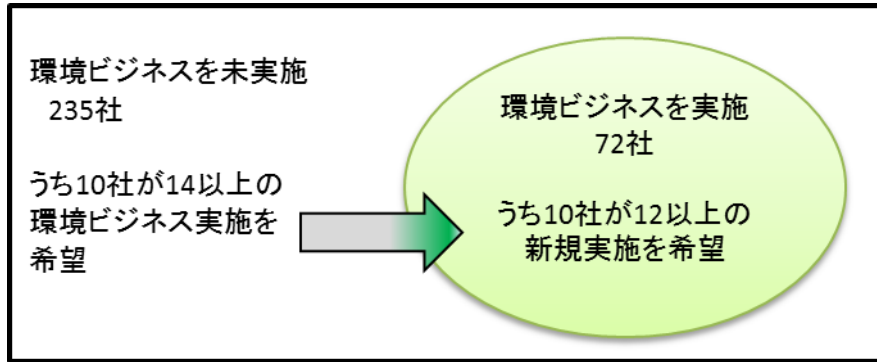 環境ビジネスを未実施
235社
うち10社が14以上の
環境ビジネス実施を
希望
環境ビジネスを実施
72社
うち10社が12以上の
新規実施を希望